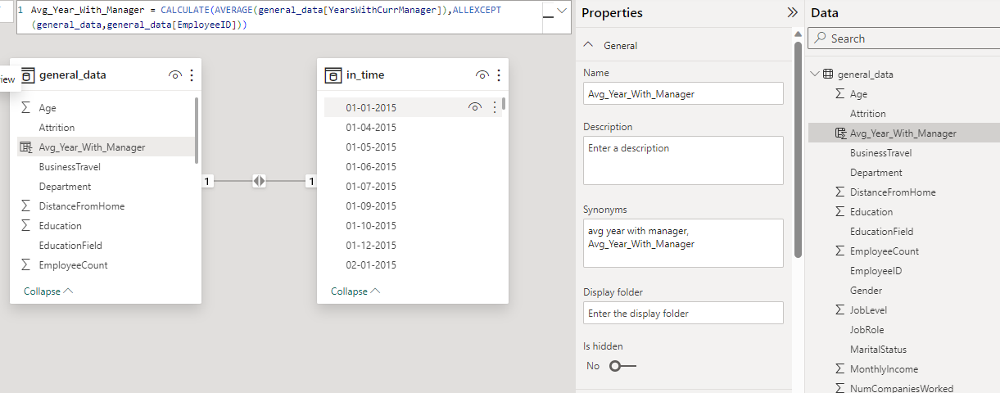 1 Avg_Year_With_Manager = CALCULATE(AVERAGE(general_data[YearsWithCurrManager]),ALLEXCEPT
(general_data,general_data[EmployeeID]))
view
general_data
Age
Attrition
Avg_Year_With_Manager
BusinessTravel
Department
DistanceFromHome
Education
EducationField
EmployeeCount
Collapse
1
1
in_time
01-01-2015
01-04-2015
01-05-2015
01-06-2015
01-07-2015
01-09-2015
01-10-2015
01-12-2015
02-01-2015
Collapse
Properties
General
Name
Avg_Year_With_Manager
Description
Enter a description
Synonyms
avg year with manager,
Avg_Year_With_Manager
Display folder
Enter the display folder
Is hidden
No
Data
Search
general_data
Age
Attrition
Avg_Year_With_Manager
BusinessTravel
Department
DistanceFromHome
Education
EducationField
EmployeeCount
EmployeeID
Gender
JobLevel
JobRole
MaritalStatus
MonthlyIncome
NumCompaniesWorked